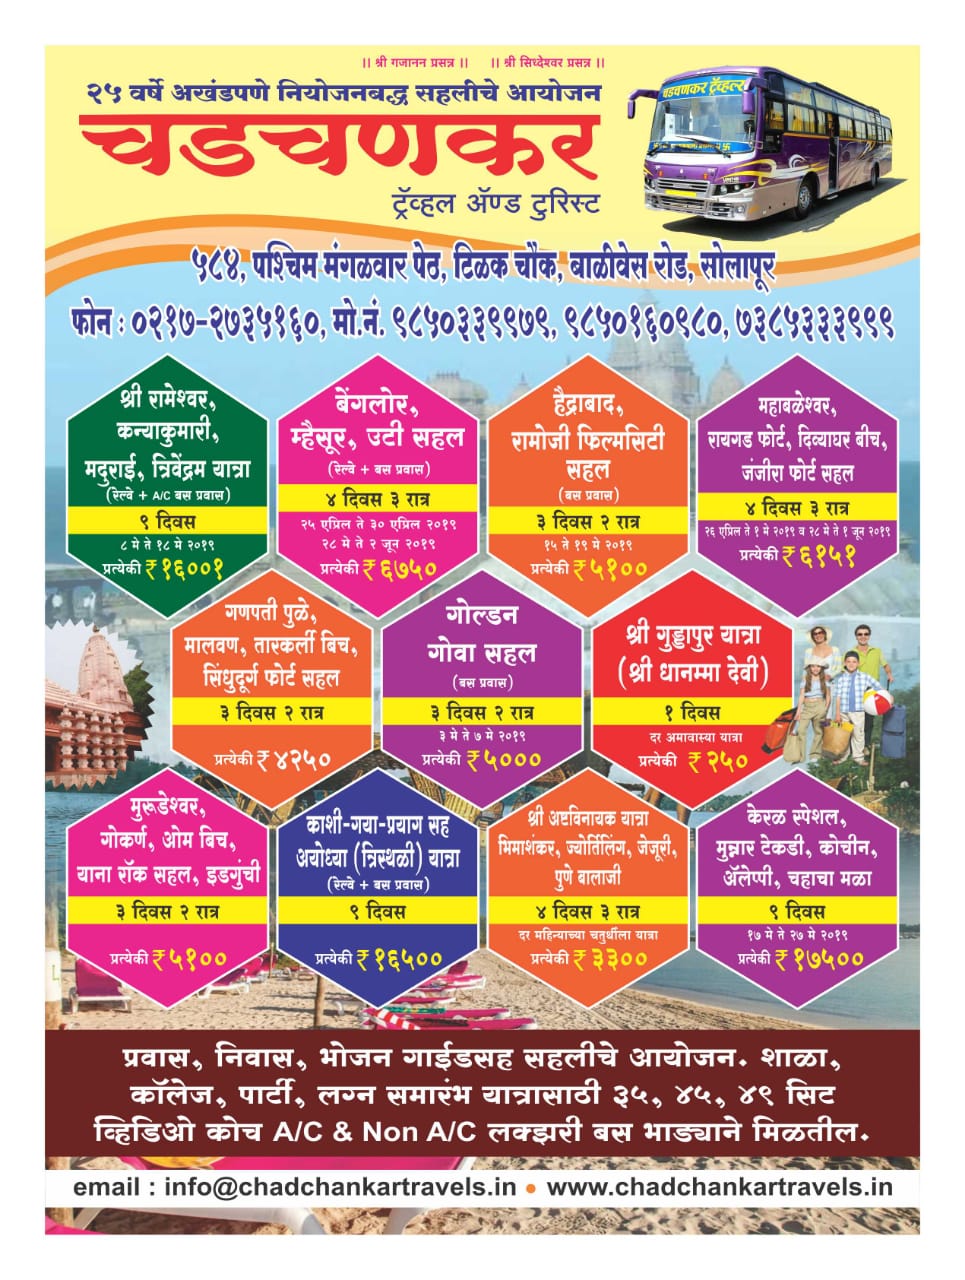 || श्री गजानन प्रसन्न || || श्री सिध्देश्वर प्रसन्न ||
२५ वर्षे अखंडपणे नियोजनबद्ध सहलीचे आयोजन
चडचणकर
ट्रॅव्हल ॲण्ड टुरिस्ट
चडचणकर ट्रॅव्हल्स
५८४, पश्चिम मंगळवार पेठ, टिळक चौक, बाळीवेस रोड, सोलापूर
फोन : ०२१७-२७३५१६०, मो.नं. ९८५०३३९९७९, ९८५०१६०९८०, ७३८५३३३९९९
श्री रामेश्वर,
कन्याकुमारी,
मदुराई, त्रिवेंद्रम यात्रा
(रेल्वे + A/C बस प्रवास)
९ दिवस
८ मे ते १८ मे २०१९
प्रत्येकी ₹ १६००१
बेंगलोर,
म्हैसूर, उटी सहल
(रेल्वे + बस प्रवास)
४ दिवस ३ रात्र
२५ एप्रिल ते ३० एप्रिल २०१९
२८ मे ते २ जून २०१९
प्रत्येकी ₹ ६७५०
हैद्राबाद,
रामोजी फिल्मसिटी
सहल
(बस प्रवास)
३ दिवस २ रात्र
१५ ते १९ मे २०१९
प्रत्येकी ₹ ५१००
महाबळेश्वर,
रायगड फोर्ट, दिव्याघर बीच,
जंजीरा फोर्ट सहल
४ दिवस ३ रात्र
२६ एप्रिल ते १ मे २०१९ व २८ मे ते १ जून २०१९
प्रत्येकी ₹ ६१५१
गणपती पुळे,
मालवण, तारकर्ली बिच,
सिंधुदूर्ग फोर्ट सहल
३ दिवस २ रात्र
प्रत्येकी ₹ ४२५०
गोल्डन
गोवा सहल
(बस प्रवास)
३ दिवस २ रात्र
३ मे ते ७ मे २०१९
प्रत्येकी ₹ ५०००
श्री गुड्डापुर यात्रा
(श्री धानम्मा देवी)
१ दिवस
दर अमावास्या यात्रा
प्रत्येकी ₹ २५०
मुरूडेश्वर,
गोकर्ण, ओम बिच,
याना रॉक सहल, इडगुंची
३ दिवस २ रात्र
प्रत्येकी ₹ ५१००
काशी-गया-प्रयाग सह
अयोध्या (त्रिस्थळी) यात्रा
(रेल्वे + बस प्रवास)
९ दिवस
प्रत्येकी ₹ १६५००
श्री अष्टविनायक यात्रा
भिमाशंकर, ज्योर्तिलिंग, जेजूरी,
पुणे बालाजी
४ दिवस ३ रात्र
दर महिन्याच्या चतुर्थीला यात्रा
प्रत्येकी ₹ ३३००
केरळ स्पेशल,
मुन्नार टेकडी, कोचीन,
ॲलेप्पी, चहाचा मळा
९ दिवस
१७ मे ते २७ मे २०१९
प्रत्येकी ₹ १७५००
प्रवास, निवास, भोजन गाईडसह सहलीचे आयोजन. शाळा,
कॉलेज, पार्टी, लग्न समारंभ यात्रासाठी ३५, ४५, ४९ सिट
व्हिडिओ कोच A/C & Non A/C लक्झरी बस भाड्याने मिळतील.
email : info@chadchankartravels.in • www.chadchankartravels.in